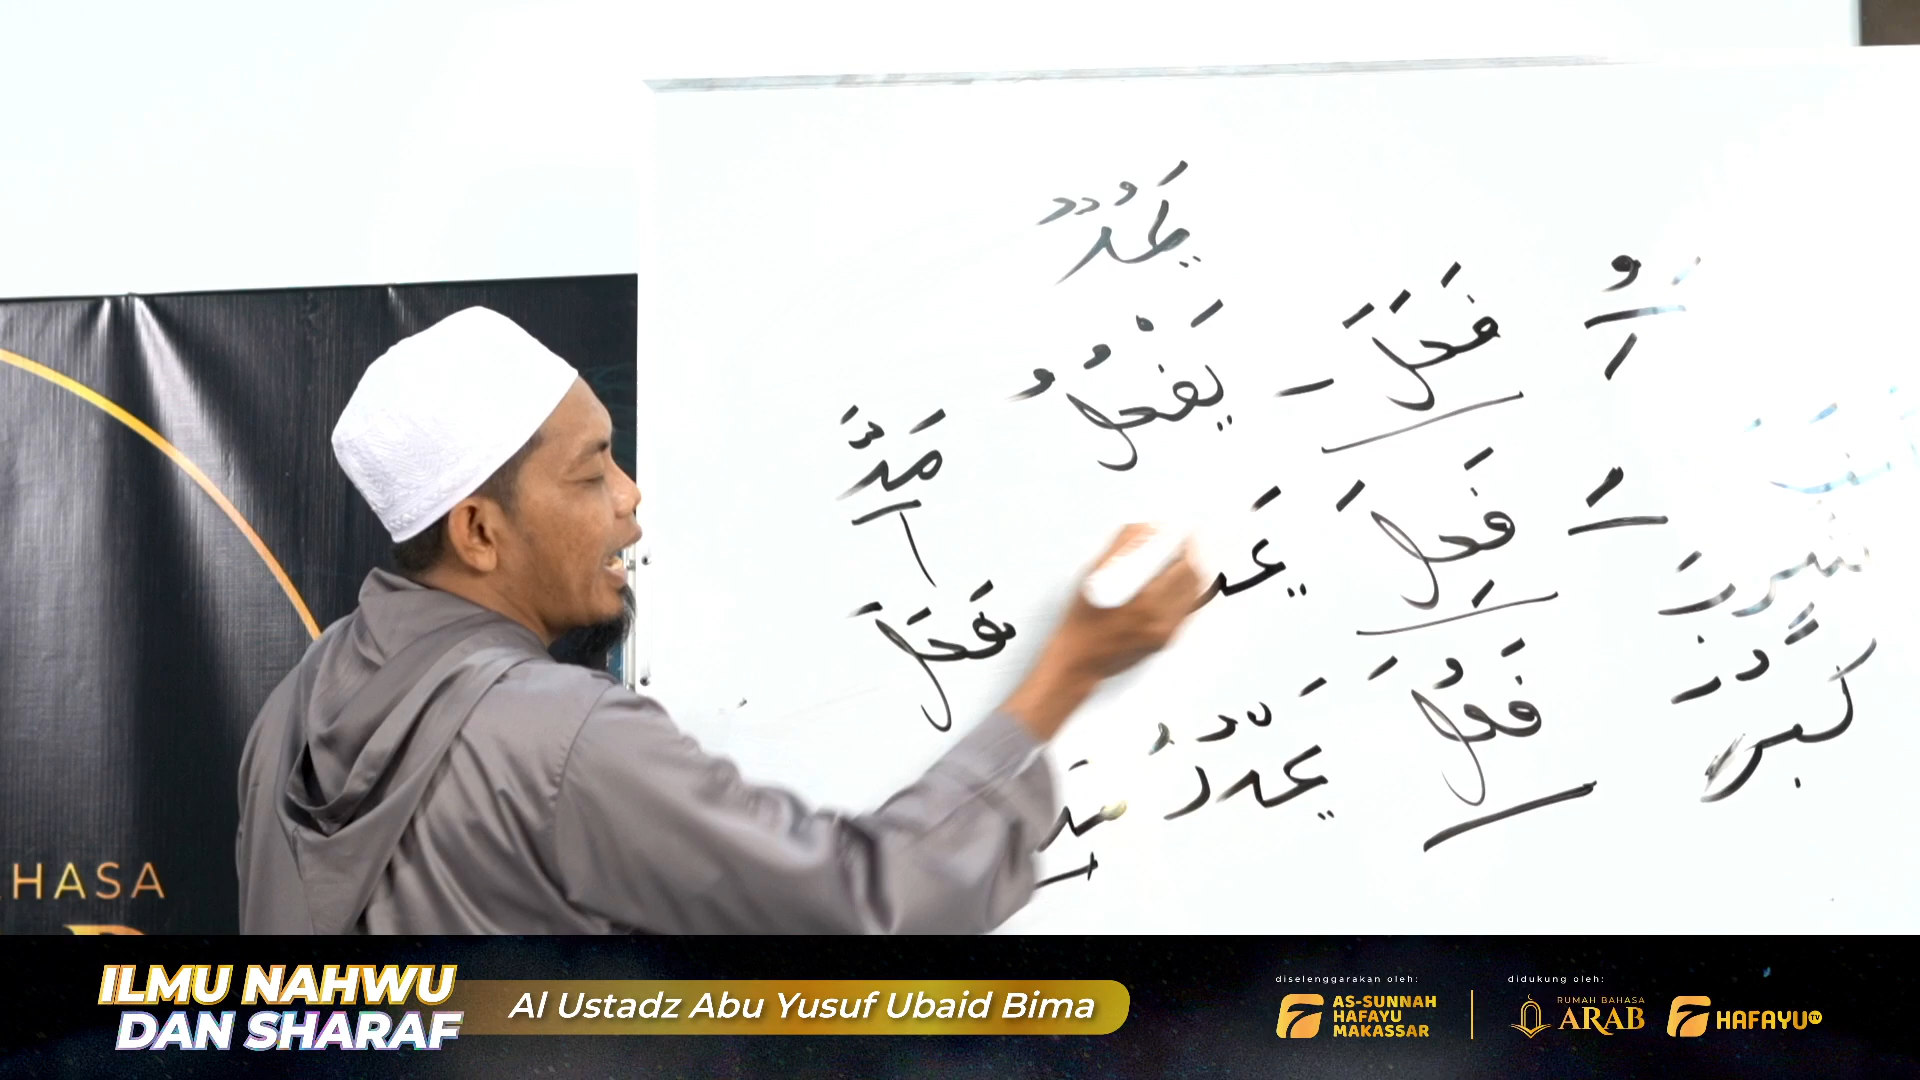 فَعَلَ - يَفْعُلُ
فَعِلَ
فَعُلَ
مَدَّ
فَعَلَ
كَبُرَ
HASA
ILMU NAHWU
DAN SHARAF
Al Ustadz Abu Yusuf Ubaid Bima
diselenggarakan oleh:
AS-SUNNAH
HAFAYU
MAKASSAR
didukung oleh:
RUMAH BAHASA
ARAB
HAFAYU TV